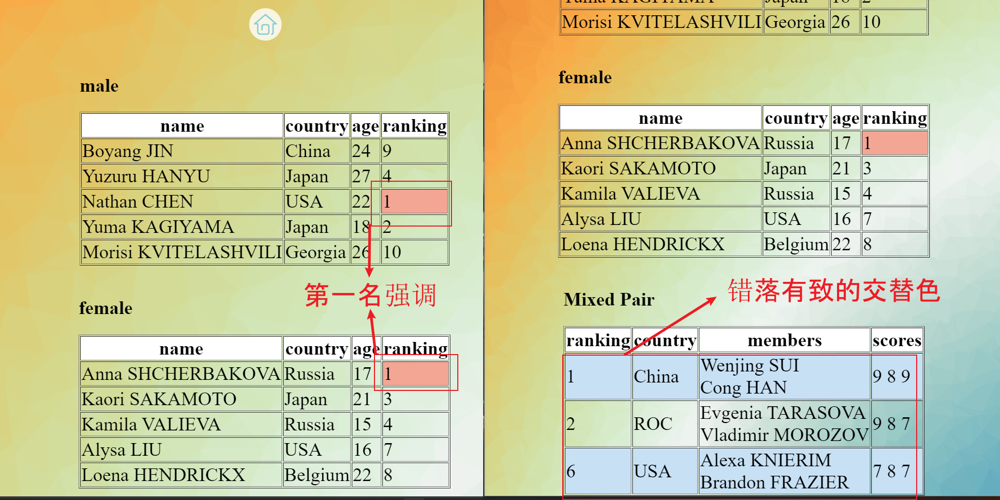 male
name country age ranking
Boyang JIN China 24 9
Yuzuru HANYU Japan 27 4
Nathan CHEN USA 22 1
Yuma KAGIYAMA Japan 18 2
Morisi KVITELASHVILI Georgia 26 10
第一名强调
female
name country age ranking
Anna SHCHERBAKOVA Russia 17 1
Kaori SAKAMOTO Japan 21 3
Kamila VALIEVA Russia 15 4
Alysa LIU USA 16 7
Loena HENDRICKX Belgium 22 8
Yuma KAGIYAMA Japan 18 2
Morisi KVITELASHVILI Georgia 26 10
female
name country age ranking
Anna SHCHERBAKOVA Russia 17 1
Kaori SAKAMOTO Japan 21 3
Kamila VALIEVA Russia 15 4
Alysa LIU USA 16 7
Loena HENDRICKX Belgium 22 8
错落有致的交替色
Mixed Pair
ranking country members scores
1 China Wenjing SUI 9 8 9
Cong HAN
2 ROC Evgenia TARASOVA 9 8 7
Vladimir MOROZOV
6 USA Alexa KNIERIM 7 8 7
Brandon FRAZIER